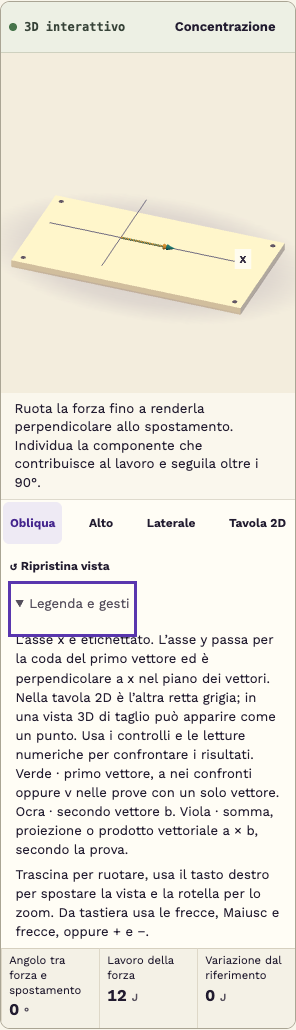 3D interattivo Concentrazione
x
Ruota la forza fino a renderla
perpendicolare allo spostamento.
Individua la componente che
contribuisce al lavoro e seguila oltre i
90°.
Obliqua Alto Laterale Tavola 2D
↺ Ripristina vista
▼ Legenda e gesti
L’asse x è etichettato. L’asse y passa per
la coda del primo vettore ed è
perpendicolare a x nel piano dei vettori.
Nella tavola 2D è l’altra retta grigia; in
una vista 3D di taglio può apparire come
un punto. Usa i controlli e le letture
numeriche per confrontare i risultati.
Verde · primo vettore, a nei confronti
oppure v nelle prove con un solo vettore.
Ocra · secondo vettore b. Viola · somma,
proiezione o prodotto vettoriale a × b,
secondo la prova.
Trascina per ruotare, usa il tasto destro
per spostare la vista e la rotella per lo
zoom. Da tastiera usa le frecce, Maiusc e
frecce, oppure + e −.
Angolo tra
forza e
spostamento
0 °
Lavoro della
forza
12 J
Variazione dal
riferimento
0 J